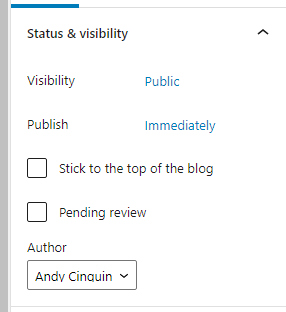 Status & visibility
Visibility Public
Publish Immediately
Stick to the top of the blog
Pending review
Author
Andy Cinquin